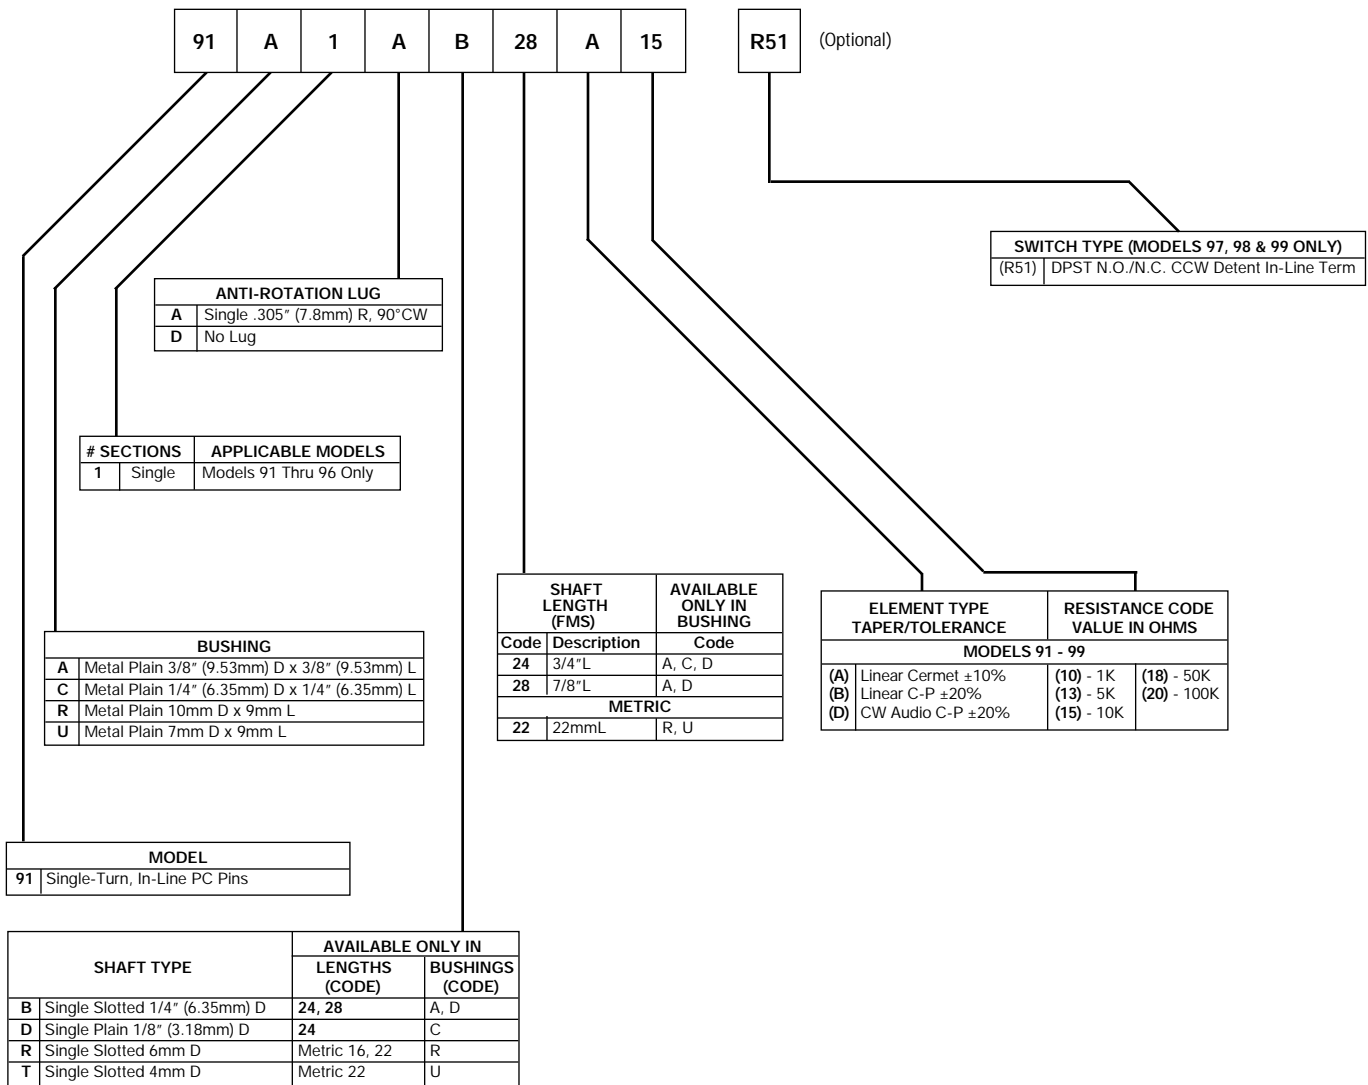 91 A 1 A B 28 A 15 R51 (Optional)
SWITCH TYPE (MODELS 97, 98 & 99 ONLY)
(R51) DPST N.O./N.C. CCW Detent In-Line Term
ANTI-ROTATION LUG
A Single .305″ (7.8mm) R, 90°CW
D No Lug
# SECTIONS APPLICABLE MODELS
1 Single Models 91 Thru 96 Only
SHAFT LENGTH (FMS) AVAILABLE ONLY IN BUSHING
Code Description Code
24 3/4″L A, C, D
28 7/8″L A, D
METRIC
22 22mmL R, U
ELEMENT TYPE TAPER/TOLERANCE RESISTANCE CODE VALUE IN OHMS
MODELS 91 - 99
(A) Linear Cermet ±10% (10) - 1K (18) - 50K
(B) Linear C-P ±20% (13) - 5K (20) - 100K
(D) CW Audio C-P ±20% (15) - 10K
BUSHING
A Metal Plain 3/8″ (9.53mm) D x 3/8″ (9.53mm) L
C Metal Plain 1/4″ (6.35mm) D x 1/4″ (6.35mm) L
R Metal Plain 10mm D x 9mm L
U Metal Plain 7mm D x 9mm L
MODEL
91 Single-Turn, In-Line PC Pins
SHAFT TYPE AVAILABLE ONLY IN
LENGTHS (CODE) BUSHINGS (CODE)
B Single Slotted 1/4″ (6.35mm) D 24, 28 A, D
D Single Plain 1/8″ (3.18mm) D 24 C
R Single Slotted 6mm D Metric 16, 22 R
T Single Slotted 4mm D Metric 22 U